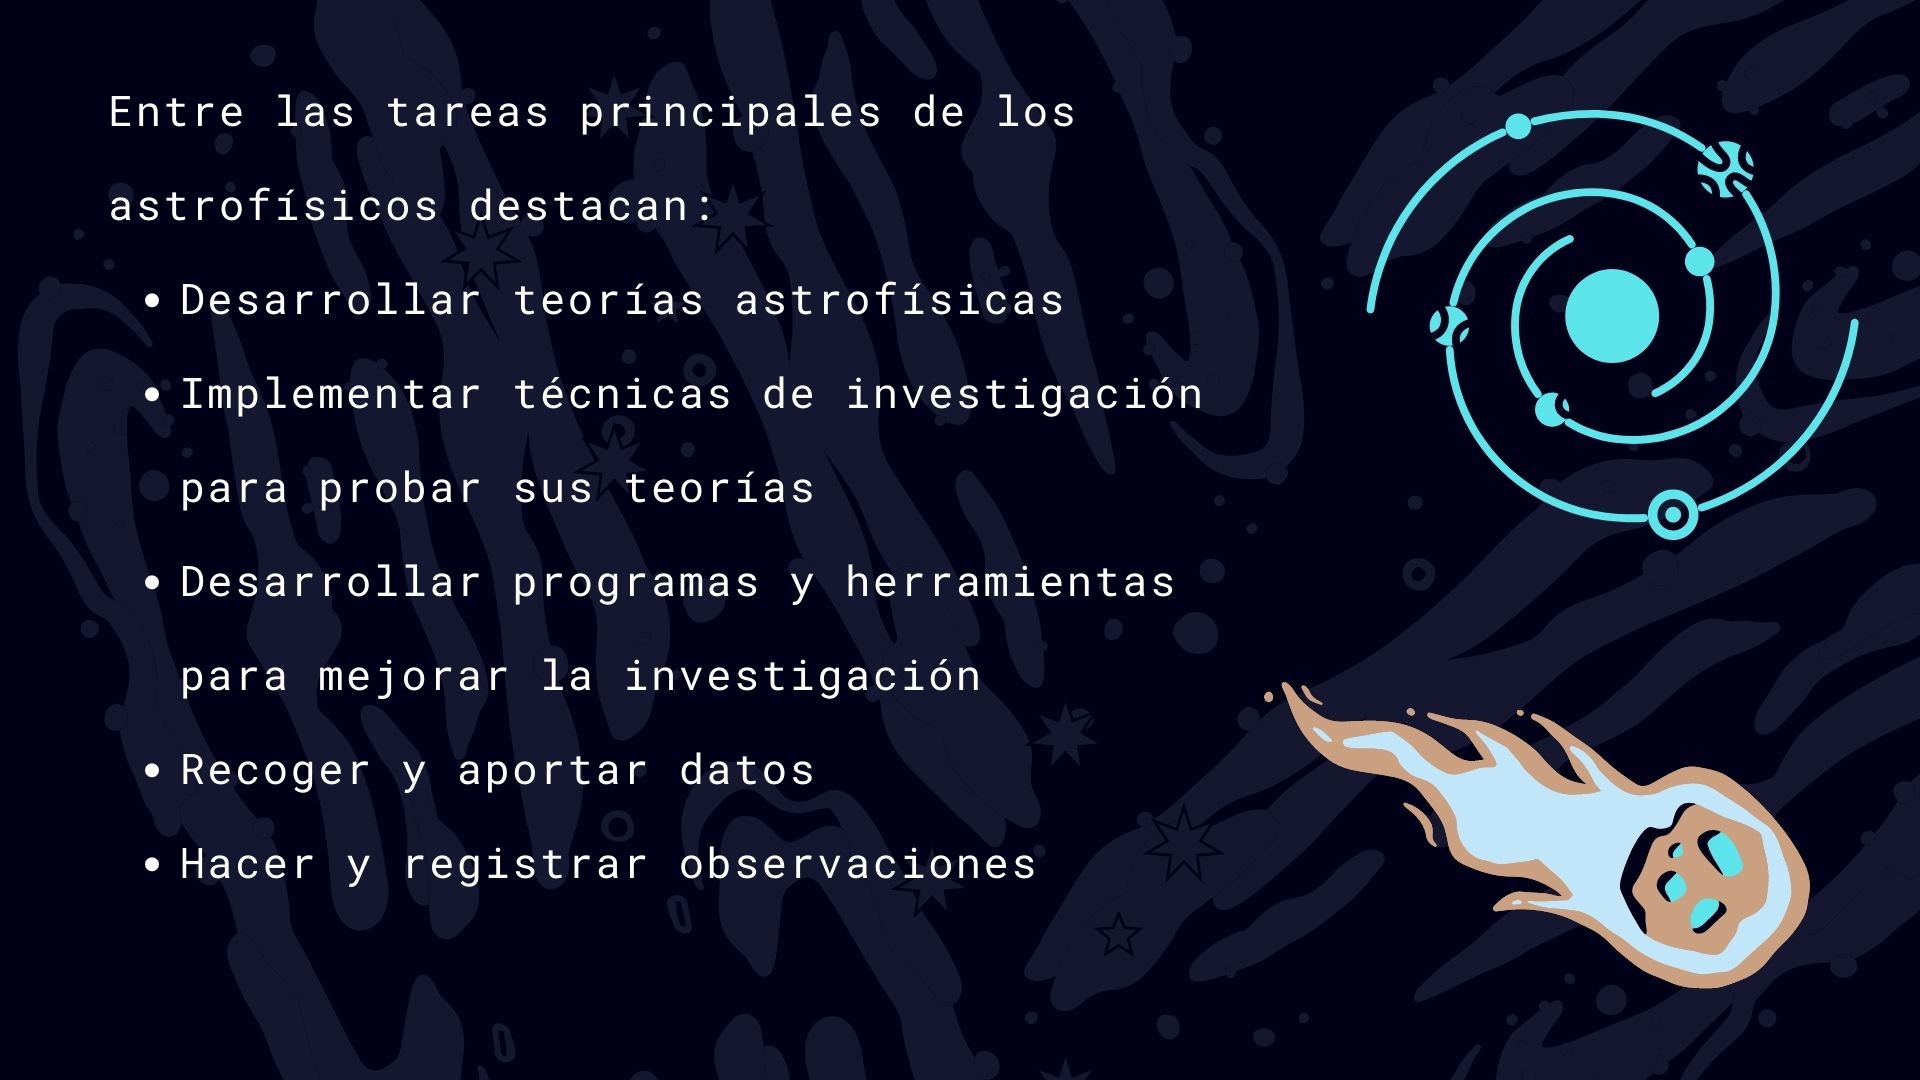 Entre las tareas principales de los
astrofísicos destacan:
• Desarrollar teorías astrofísicas
• Implementar técnicas de investigación
para probar sus teorías
• Desarrollar programas y herramientas
para mejorar la investigación
• Recoger y aportar datos
• Hacer y registrar observaciones